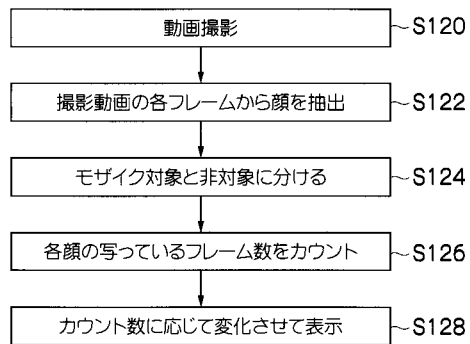 動画撮影 S120
撮影動画の各フレームから顔を抽出 S122
モザイク対象と非対象に分ける S124
各顔の写っているフレーム数をカウント S126
カウント数に応じて変化させて表示 S128